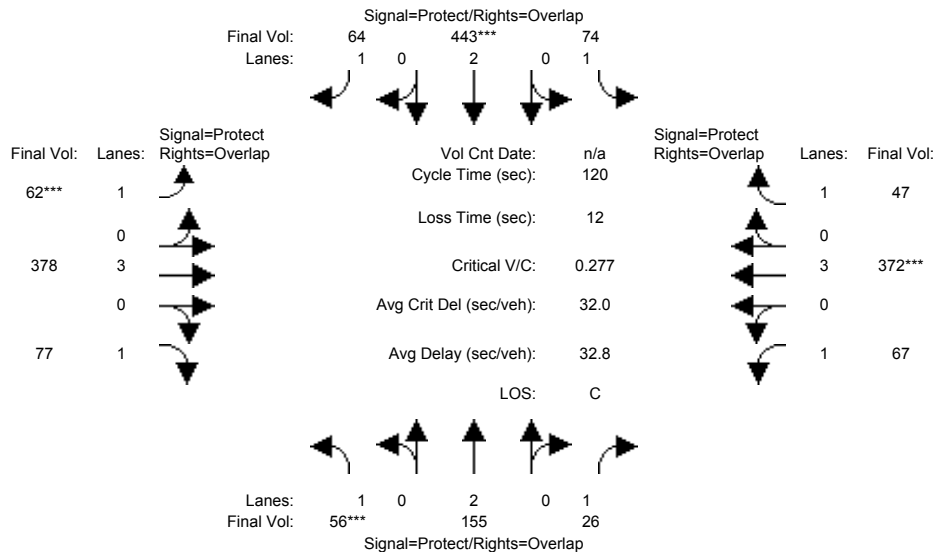 Signal=Protect/Rights=Overlap
Final Vol: 64 443*** 74
Lanes: 1 0 2 0 1
Signal=Protect Signal=Protect
Final Vol: Lanes: Rights=Overlap Vol Cnt Date: n/a Rights=Overlap Lanes: Final Vol:
Cycle Time (sec): 120
62*** 1 1 47
Loss Time (sec): 12
0 0
378 3 Critical V/C: 0.277 3 372***
0 Avg Crit Del (sec/veh): 32.0 0
77 1 Avg Delay (sec/veh): 32.8 1 67
LOS: C
Lanes: 1 0 2 0 1
Final Vol: 56*** 155 26
Signal=Protect/Rights=Overlap